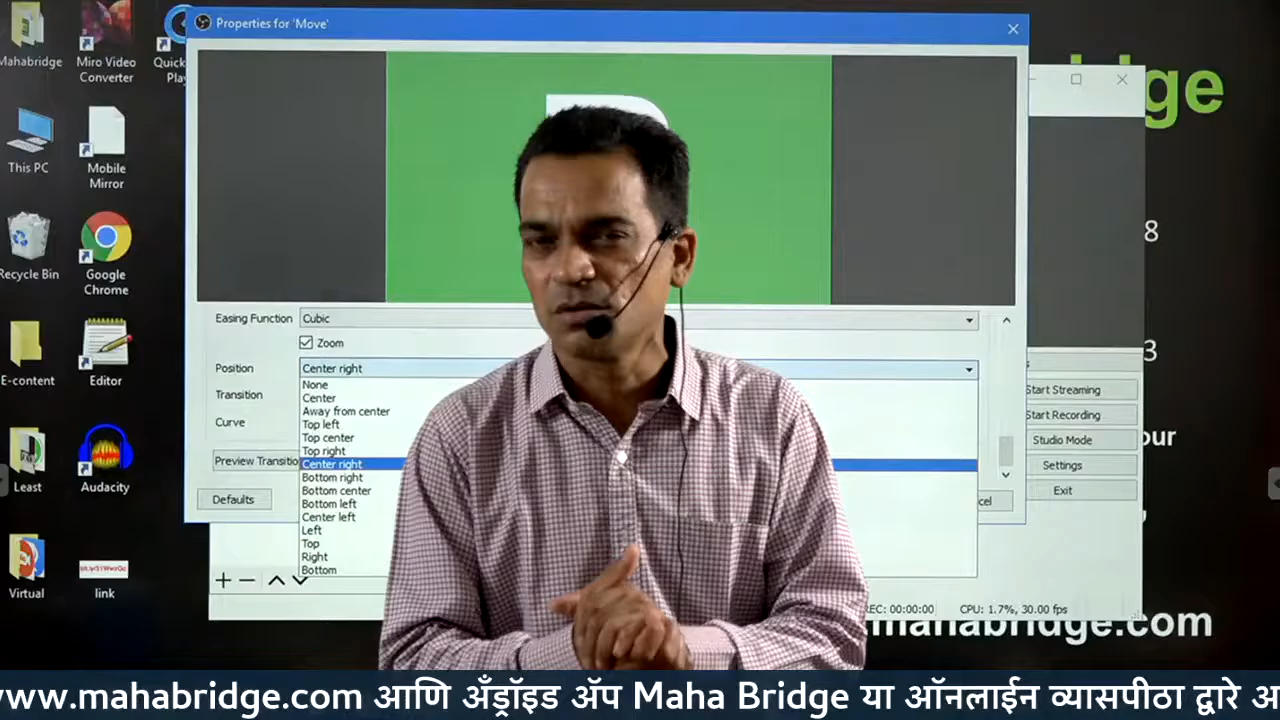 Properties for 'Move'
Mahabridge
Miro Video Converter
Quick
Play
dge
This PC
Mobile Mirror
8
Recycle Bin
Google Chrome
Easing Function
Cubic
Zoom
3
Position
Center right
E-content
Editor
None
Transition
Center
Start Streaming
Away from center
Curve
Top left
Start Recording
Top center
Studio Mode
our
Top right
Preview Transitio
Center right
Settings
Bottom right
Least
Audacity
Bottom center
Exit
Defaults
Bottom left
cel
Center left
Left
Top
Right
Bottom
Virtual
link
REC: 00:00:00
CPU: 1.7%, 30.00 fps
mahabridge.com
www.mahabridge.com आणि अँड्रॉइड ॲप Maha Bridge या ऑनलाईन व्यासपीठा द्वारे अ